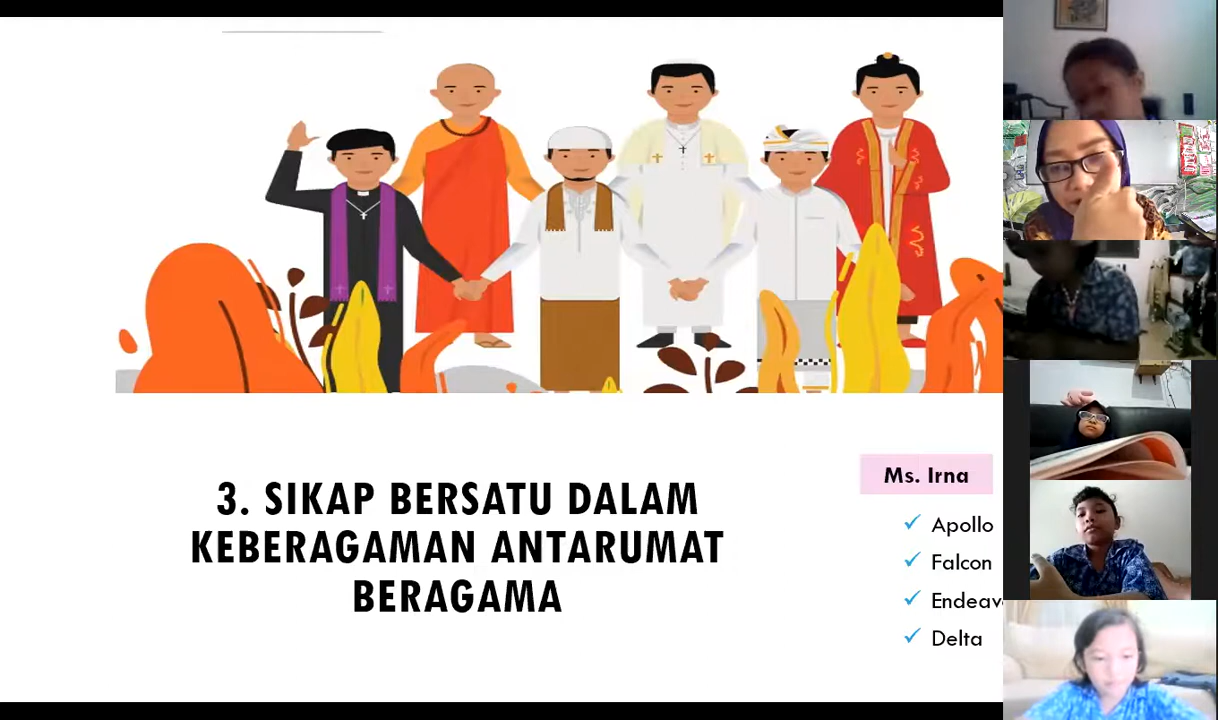 3. SIKAP BERSATU DALAM
KEBERAGAMAN ANTARUMAT
BERAGAMA
Ms. Irna
Apollo
Falcon
Delta